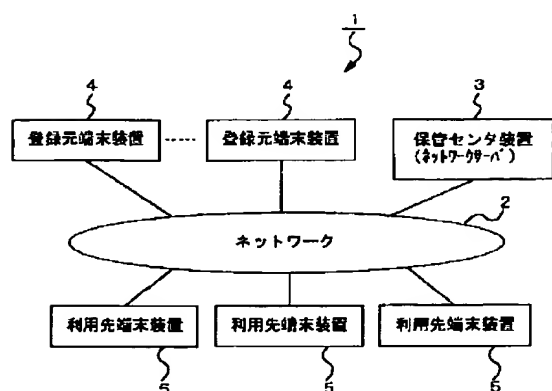 1
4 4 3
登録元端末装置 登録元端末装置 保管センタ装置
(ネットワークサーバ)
2
ネットワーク
利用先端末装置 利用先端末装置 利用先端末装置
5 5 5